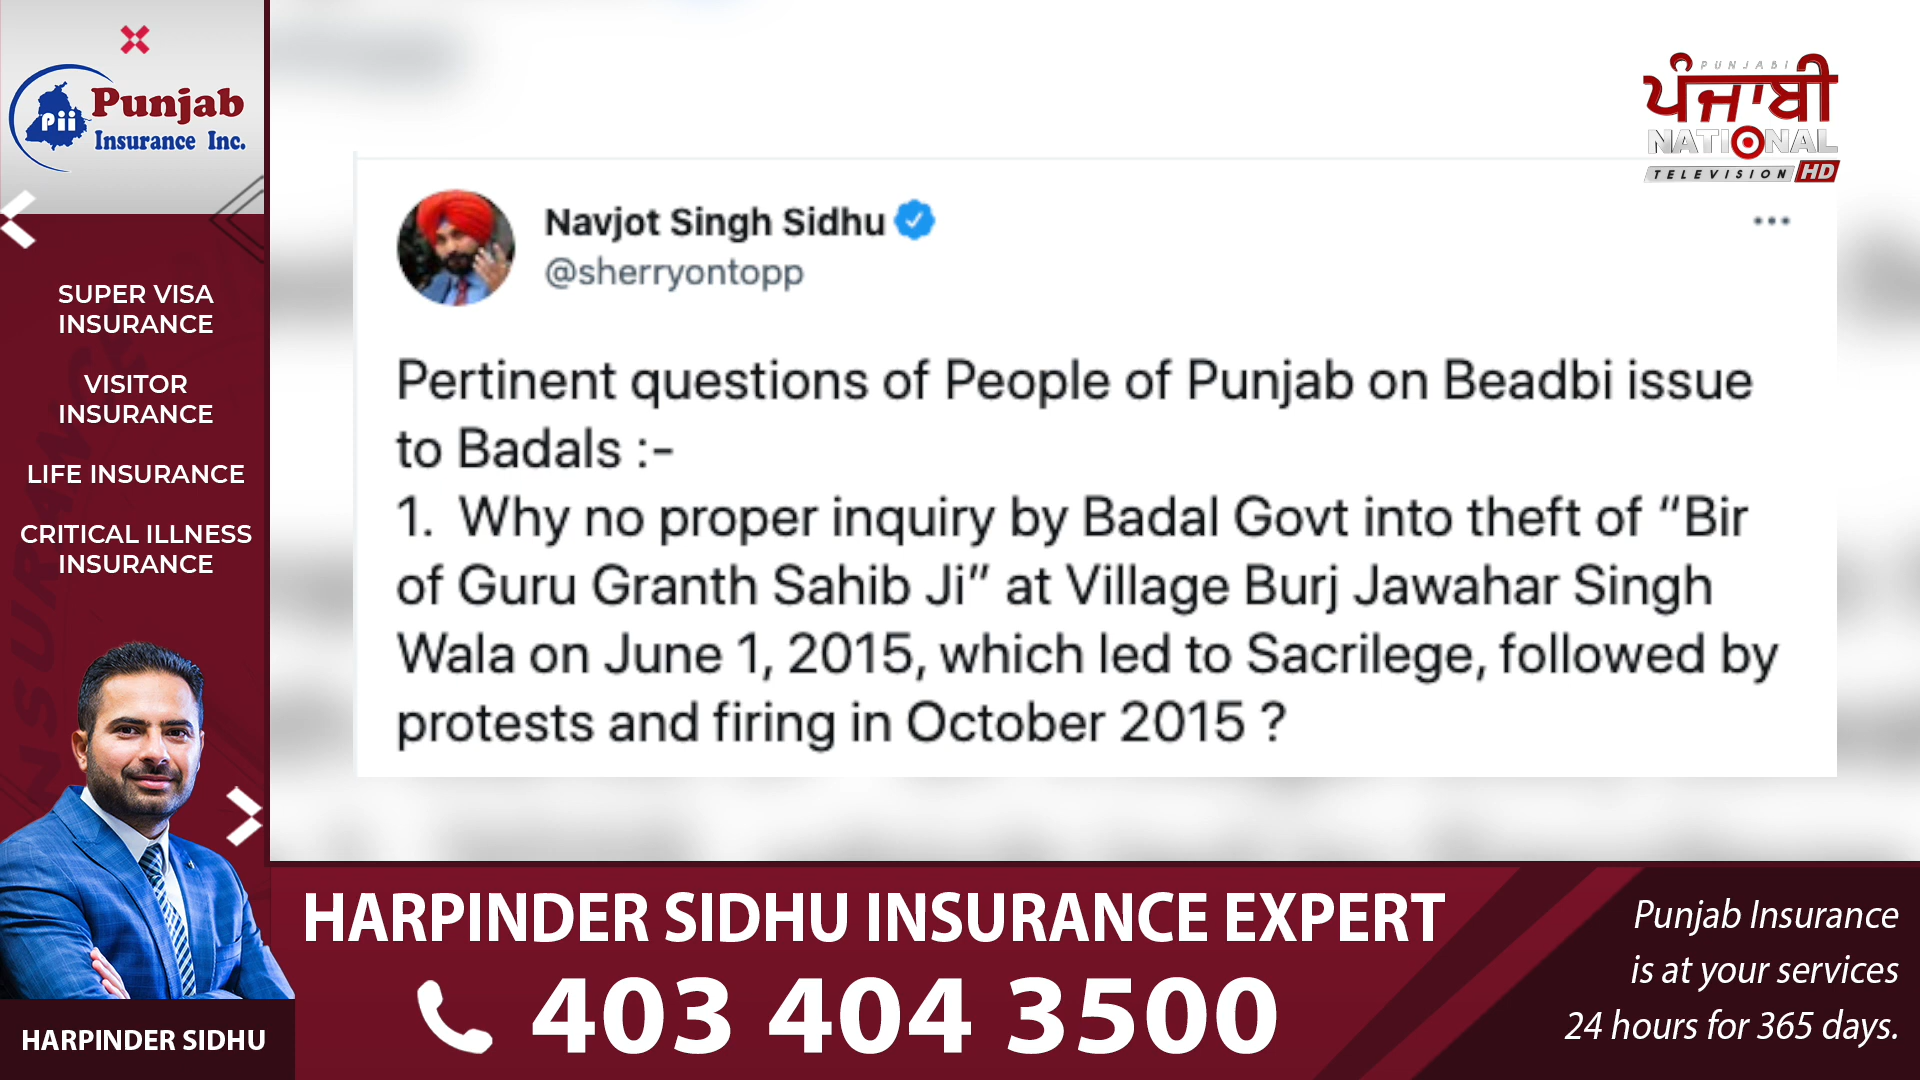 Pii Punjab
Insurance Inc.
SUPER VISA
INSURANCE
VISITOR
INSURANCE
LIFE INSURANCE
CRITICAL ILLNESS
INSURANCE
HARPINDER SIDHU
PUNJABI
ਪੰਜਾਬੀ
NATIONAL
TELEVISION HD
Navjot Singh Sidhu
@sherryontopp
Pertinent questions of People of Punjab on Beadbi issue
to Badals :-
1. Why no proper inquiry by Badal Govt into theft of “Bir
of Guru Granth Sahib Ji” at Village Burj Jawahar Singh
Wala on June 1, 2015, which led to Sacrilege, followed by
protests and firing in October 2015 ?
HARPINDER SIDHU INSURANCE EXPERT
403 404 3500
Punjab Insurance
is at your services
24 hours for 365 days.
INSURANCE